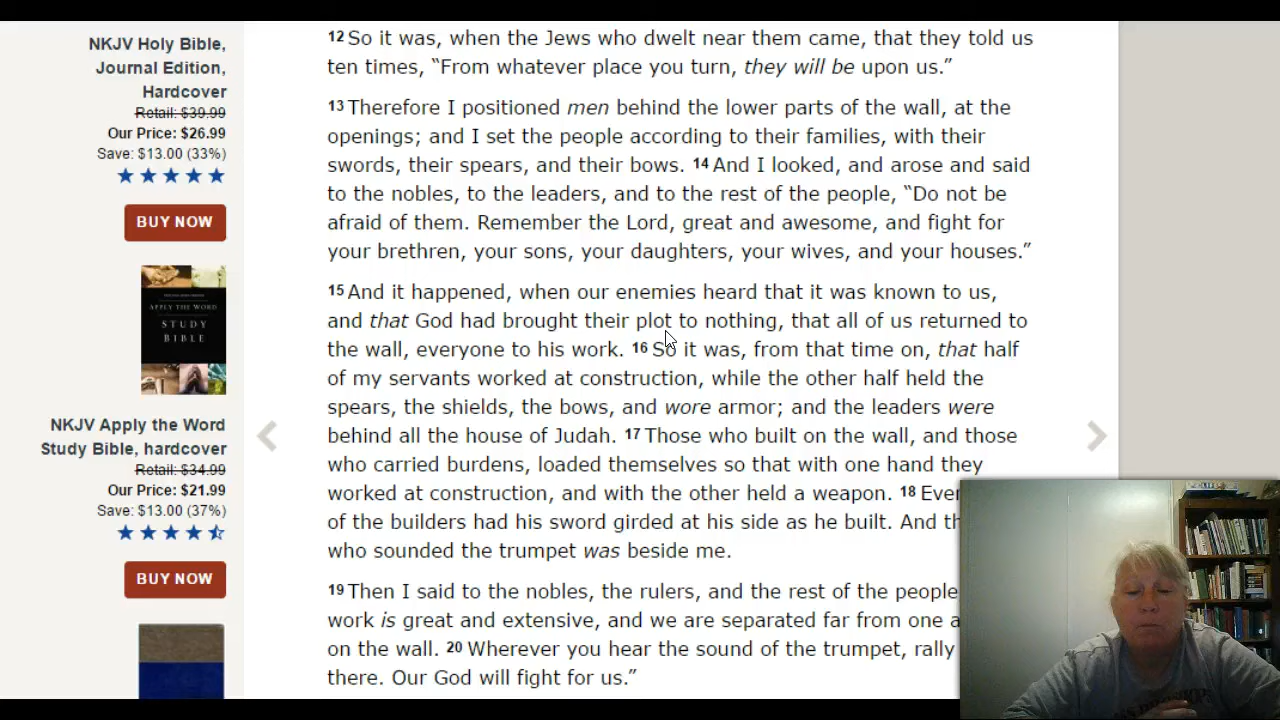 NKJV Holy Bible,
Journal Edition,
Hardcover
Retail: $39.99
Our Price: $26.99
Save: $13.00 (33%)
BUY NOW
APPLY THE WORD
STUDY
BIBLE
NKJV Apply the Word
Study Bible, hardcover
Retail: $34.99
Our Price: $21.99
Save: $13.00 (37%)
BUY NOW
12 So it was, when the Jews who dwelt near them came, that they told us
ten times, “From whatever place you turn, they will be upon us.”
13 Therefore I positioned men behind the lower parts of the wall, at the
openings; and I set the people according to their families, with their
swords, their spears, and their bows. 14 And I looked, and arose and said
to the nobles, to the leaders, and to the rest of the people, “Do not be
afraid of them. Remember the Lord, great and awesome, and fight for
your brethren, your sons, your daughters, your wives, and your houses.”
15 And it happened, when our enemies heard that it was known to us,
and that God had brought their plot to nothing, that all of us returned to
the wall, everyone to his work. 16 So it was, from that time on, that half
of my servants worked at construction, while the other half held the
spears, the shields, the bows, and wore armor; and the leaders were
behind all the house of Judah. 17 Those who built on the wall, and those
who carried burdens, loaded themselves so that with one hand they
worked at construction, and with the other held a weapon. 18
of the builders had his sword girded at his side as he built. And
who sounded the trumpet was beside me.
19 Then I said to the nobles, the rulers, and the rest of the people
work is great and extensive, and we are separated far from one
on the wall. 20 Wherever you hear the sound of the trumpet, rally
there. Our God will fight for us.”